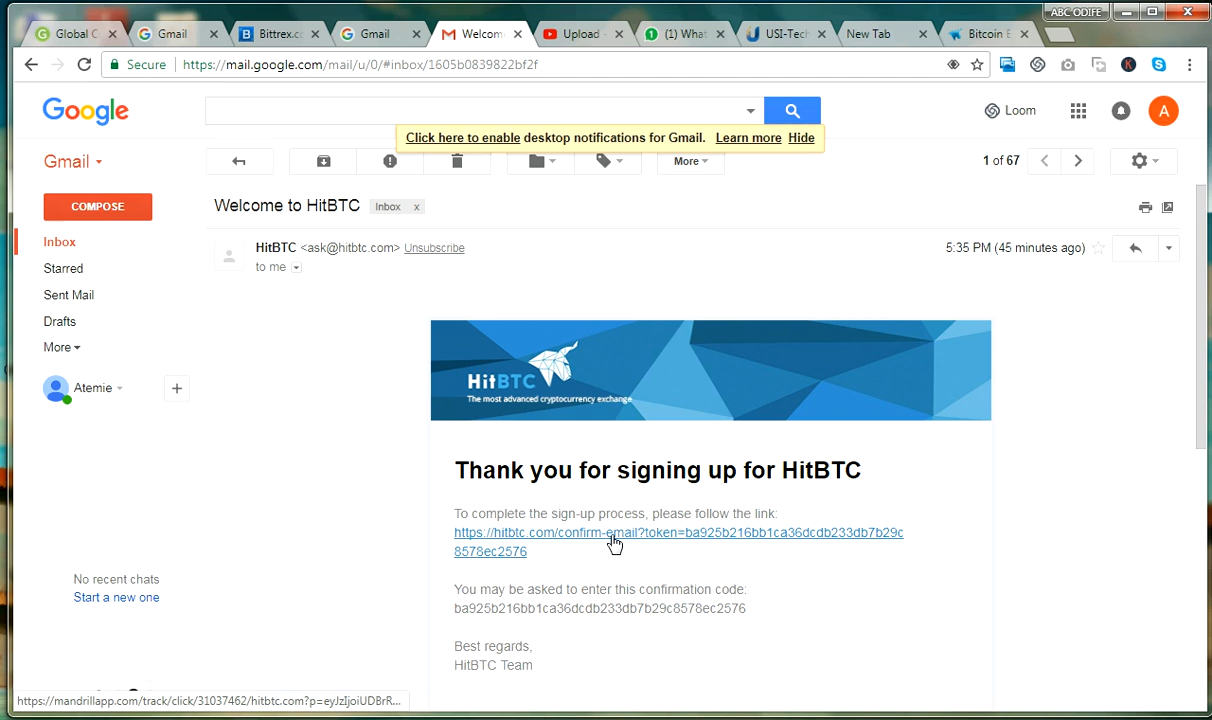 ABC ODIFE
Global C
Gmail
Bittrex.co
Gmail
Welcom
Upload -
(1) What
USI-Tech
New Tab
Bitcoin E
Secure https://mail.google.com/mail/u/0/#inbox/1605b0839822bf2f
Google
Loom
A
Click here to enable desktop notifications for Gmail. Learn more Hide
Gmail
More
1 of 67
COMPOSE
Welcome to HitBTC Inbox x
Inbox
HitBTC <ask@hitbtc.com> Unsubscribe
5:35 PM (45 minutes ago)
to me
Starred
Sent Mail
Drafts
More
Atemie
HitBTC
The most advanced cryptocurrency exchange
Thank you for signing up for HitBTC
To complete the sign-up process, please follow the link:
https://hitbtc.com/confirm-email?token=ba925b216bb1ca36dcdb233db7b29c
8578ec2576
You may be asked to enter this confirmation code:
ba925b216bb1ca36dcdb233db7b29c8578ec2576
No recent chats
Start a new one
Best regards,
HitBTC Team
https://mandrillapp.com/track/click/31037462/hitbtc.com?p=eyJzIjoiUDBrR...